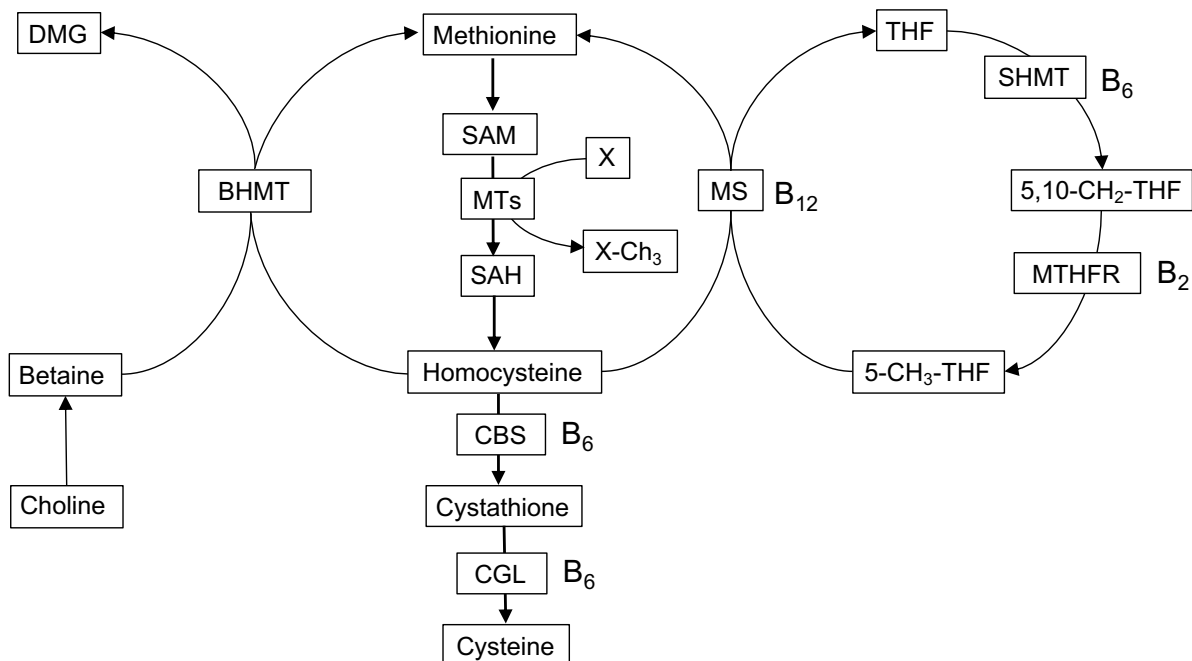 DMG
Methionine
THF
SHMT
B₆
SAM
X
BHMT
MTs
MS
B₁₂
5,10-CH₂-THF
X-Ch₃
SAH
MTHFR
B₂
Betaine
Homocysteine
5-CH₃-THF
CBS
B₆
Choline
Cystathione
CGL
B₆
Cysteine